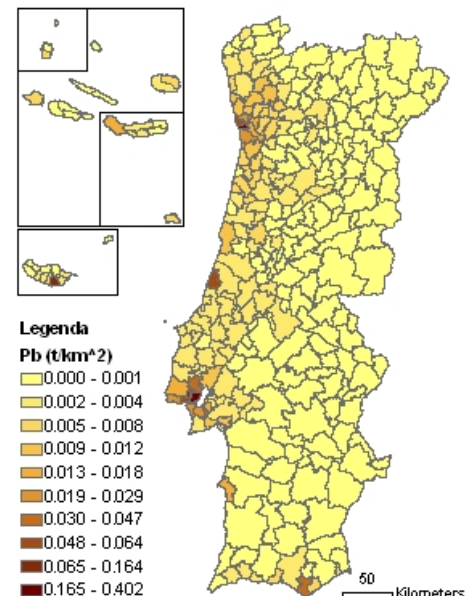 Legenda
Pb (t/km^2)
0.000 - 0.001
0.002 - 0.004
0.005 - 0.008
0.009 - 0.012
0.013 - 0.018
0.019 - 0.029
0.030 - 0.047
0.048 - 0.064
0.065 - 0.164
0.165 - 0.402
50
Kilometers